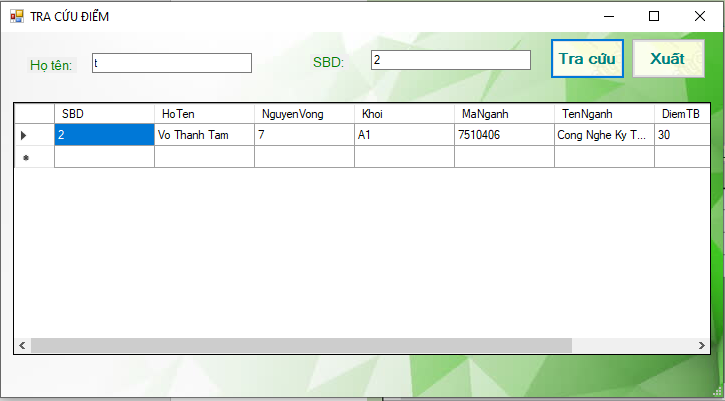 TRA CỨU ĐIỂM
Họ tên: t SBD: 2 Tra cứu Xuất
SBD HoTen NguyenVong Khoi MaNganh TenNganh DiemTB
2 Vo Thanh Tam 7 A1 7510406 Cong Nghe Ky T... 30